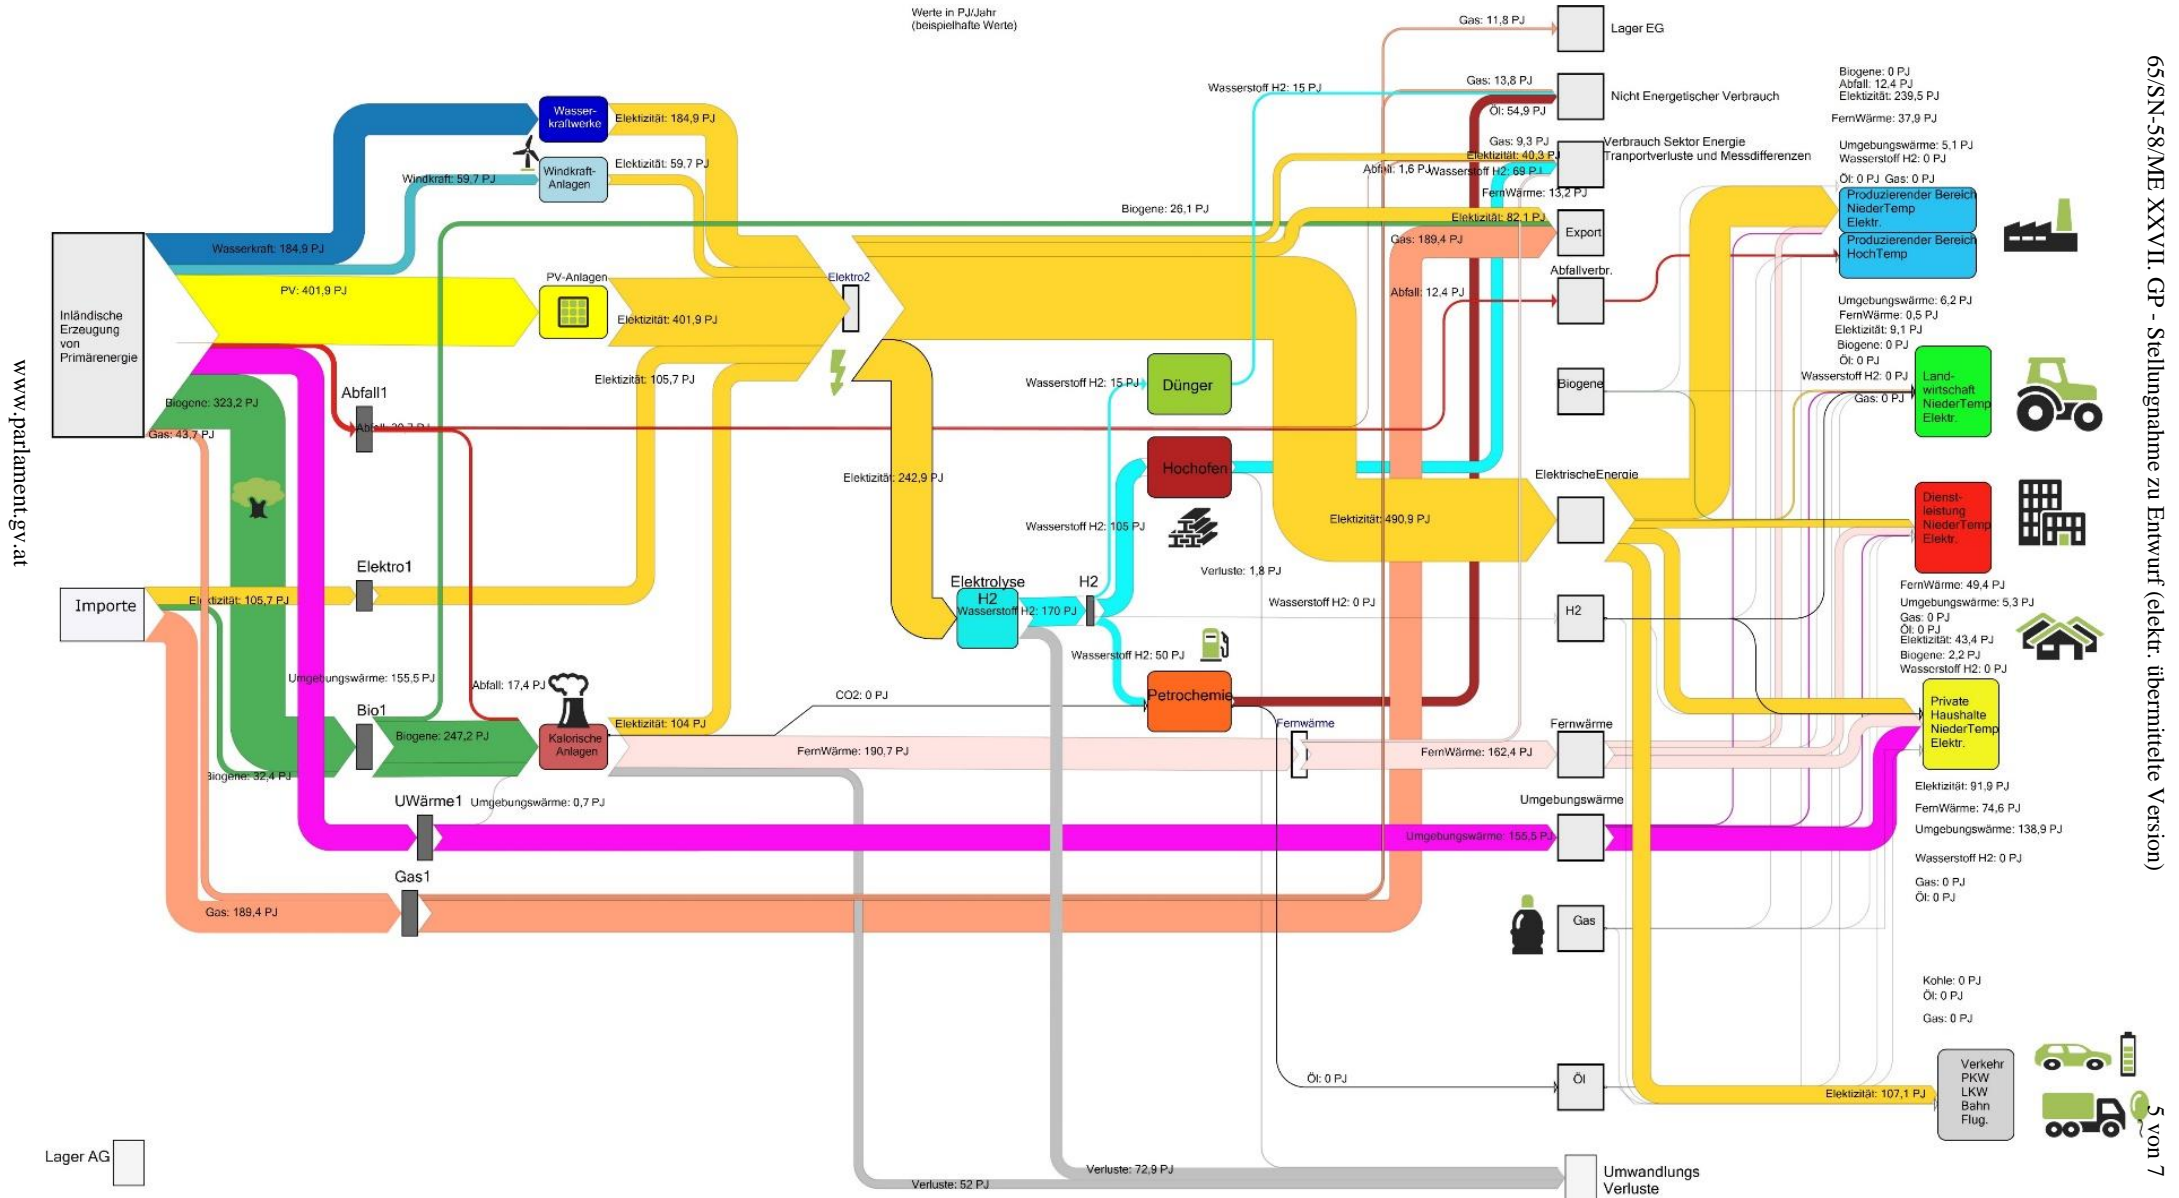 Werte in PJ/Jahr
(beispielhafte Werte)
Gas: 11,8 PJ
Lager EG
Wasserstoff H2: 15 PJ
Gas: 13,8 PJ
Öl: 54,9 PJ
Nicht Energetischer Verbrauch
Gas: 9,3 PJ
Elektizität: 40,3 PJ
Abfall: 1,6 PJ
Wasserstoff H2: 69 PJ
FernWärme: 13,2 PJ
Verbrauch Sektor Energie
Tranportverluste und Messdifferenzen
Biogene: 26,1 PJ
Elektizität: 82,1 PJ
Gas: 189,4 PJ
Export
Abfallverbr.
Abfall: 12,4 PJ
Biogene: 0 PJ
Abfall: 12,4 PJ
Elektizität: 239,5 PJ
FernWärme: 37,9 PJ
Umgebungswärme: 5,1 PJ
Wasserstoff H2: 0 PJ
Öl: 0 PJ Gas: 0 PJ
Produzierender Bereich
NiederTemp
Elektr.
Produzierender Bereich
HochTemp
Wasser-
kraftwerke
Elektizität: 184,9 PJ
Windkraft: 59,7 PJ
Windkraft-
Anlagen
Elektizität: 59,7 PJ
Wasserkraft: 184,9 PJ
PV: 401,9 PJ
PV-Anlagen
Elektizität: 401,9 PJ
Elektro2
Inländische
Erzeugung
von
Primärenergie
Biogene: 323,2 PJ
Gas: 43,7 PJ
Abfall1
Elektizität: 105,7 PJ
Elektizität: 242,9 PJ
Wasserstoff H2: 15 PJ
Dünger
Hochofen
Wasserstoff H2: 105 PJ
Biogene
ElektrischeEnergie
Elektizität: 490,9 PJ
Umgebungswärme: 6,2 PJ
FernWärme: 0,5 PJ
Elektizität: 9,1 PJ
Biogene: 0 PJ
Öl: 0 PJ
Wasserstoff H2: 0 PJ
Gas: 0 PJ
Land-
wirtschaft
NiederTemp
Elektr.
Dienst-
leistung
NiederTemp
Elektr.
FernWärme: 49,4 PJ
Umgebungswärme: 5,3 PJ
Gas: 0 PJ
Öl: 0 PJ
Elektizität: 43,4 PJ
Biogene: 2,2 PJ
Wasserstoff H2: 0 PJ
Elektro1
Importe
Elektizität: 105,7 PJ
Elektrolyse
H2
Wasserstoff H2: 170 PJ
H2
Verluste: 1,8 PJ
Wasserstoff H2: 0 PJ
H2
Wasserstoff H2: 50 PJ
Petrochemie
Umgebungswärme: 155,5 PJ
Abfall: 17,4 PJ
Bio1
Biogene: 247,2 PJ
Biogene: 32,4 PJ
Kalorische
Anlagen
Elektizität: 104 PJ
CO2: 0 PJ
FernWärme: 190,7 PJ
Fernwärme
FernWärme: 162,4 PJ
Fernwärme
Private
Haushalte
NiederTemp
Elektr.
Elektizität: 91,9 PJ
FernWärme: 74,6 PJ
Umgebungswärme: 138,9 PJ
Wasserstoff H2: 0 PJ
Gas: 0 PJ
Öl: 0 PJ
UWärme1
Umgebungswärme: 0,7 PJ
Umgebungswärme
Umgebungswärme: 155,5 PJ
Gas1
Gas: 189,4 PJ
Gas
Kohle: 0 PJ
Öl: 0 PJ
Gas: 0 PJ
Öl: 0 PJ
Öl
Elektizität: 107,1 PJ
Verkehr
PKW
LKW
Bahn
Flug.
Lager AG
Verluste: 72,9 PJ
Verluste: 52 PJ
Umwandlungs
Verluste
65/SN-58/ME XXVII. GP - Stellungnahme zu Entwurf (elektr. übermittelte Version)
5 von 7
www.parlament.gv.at